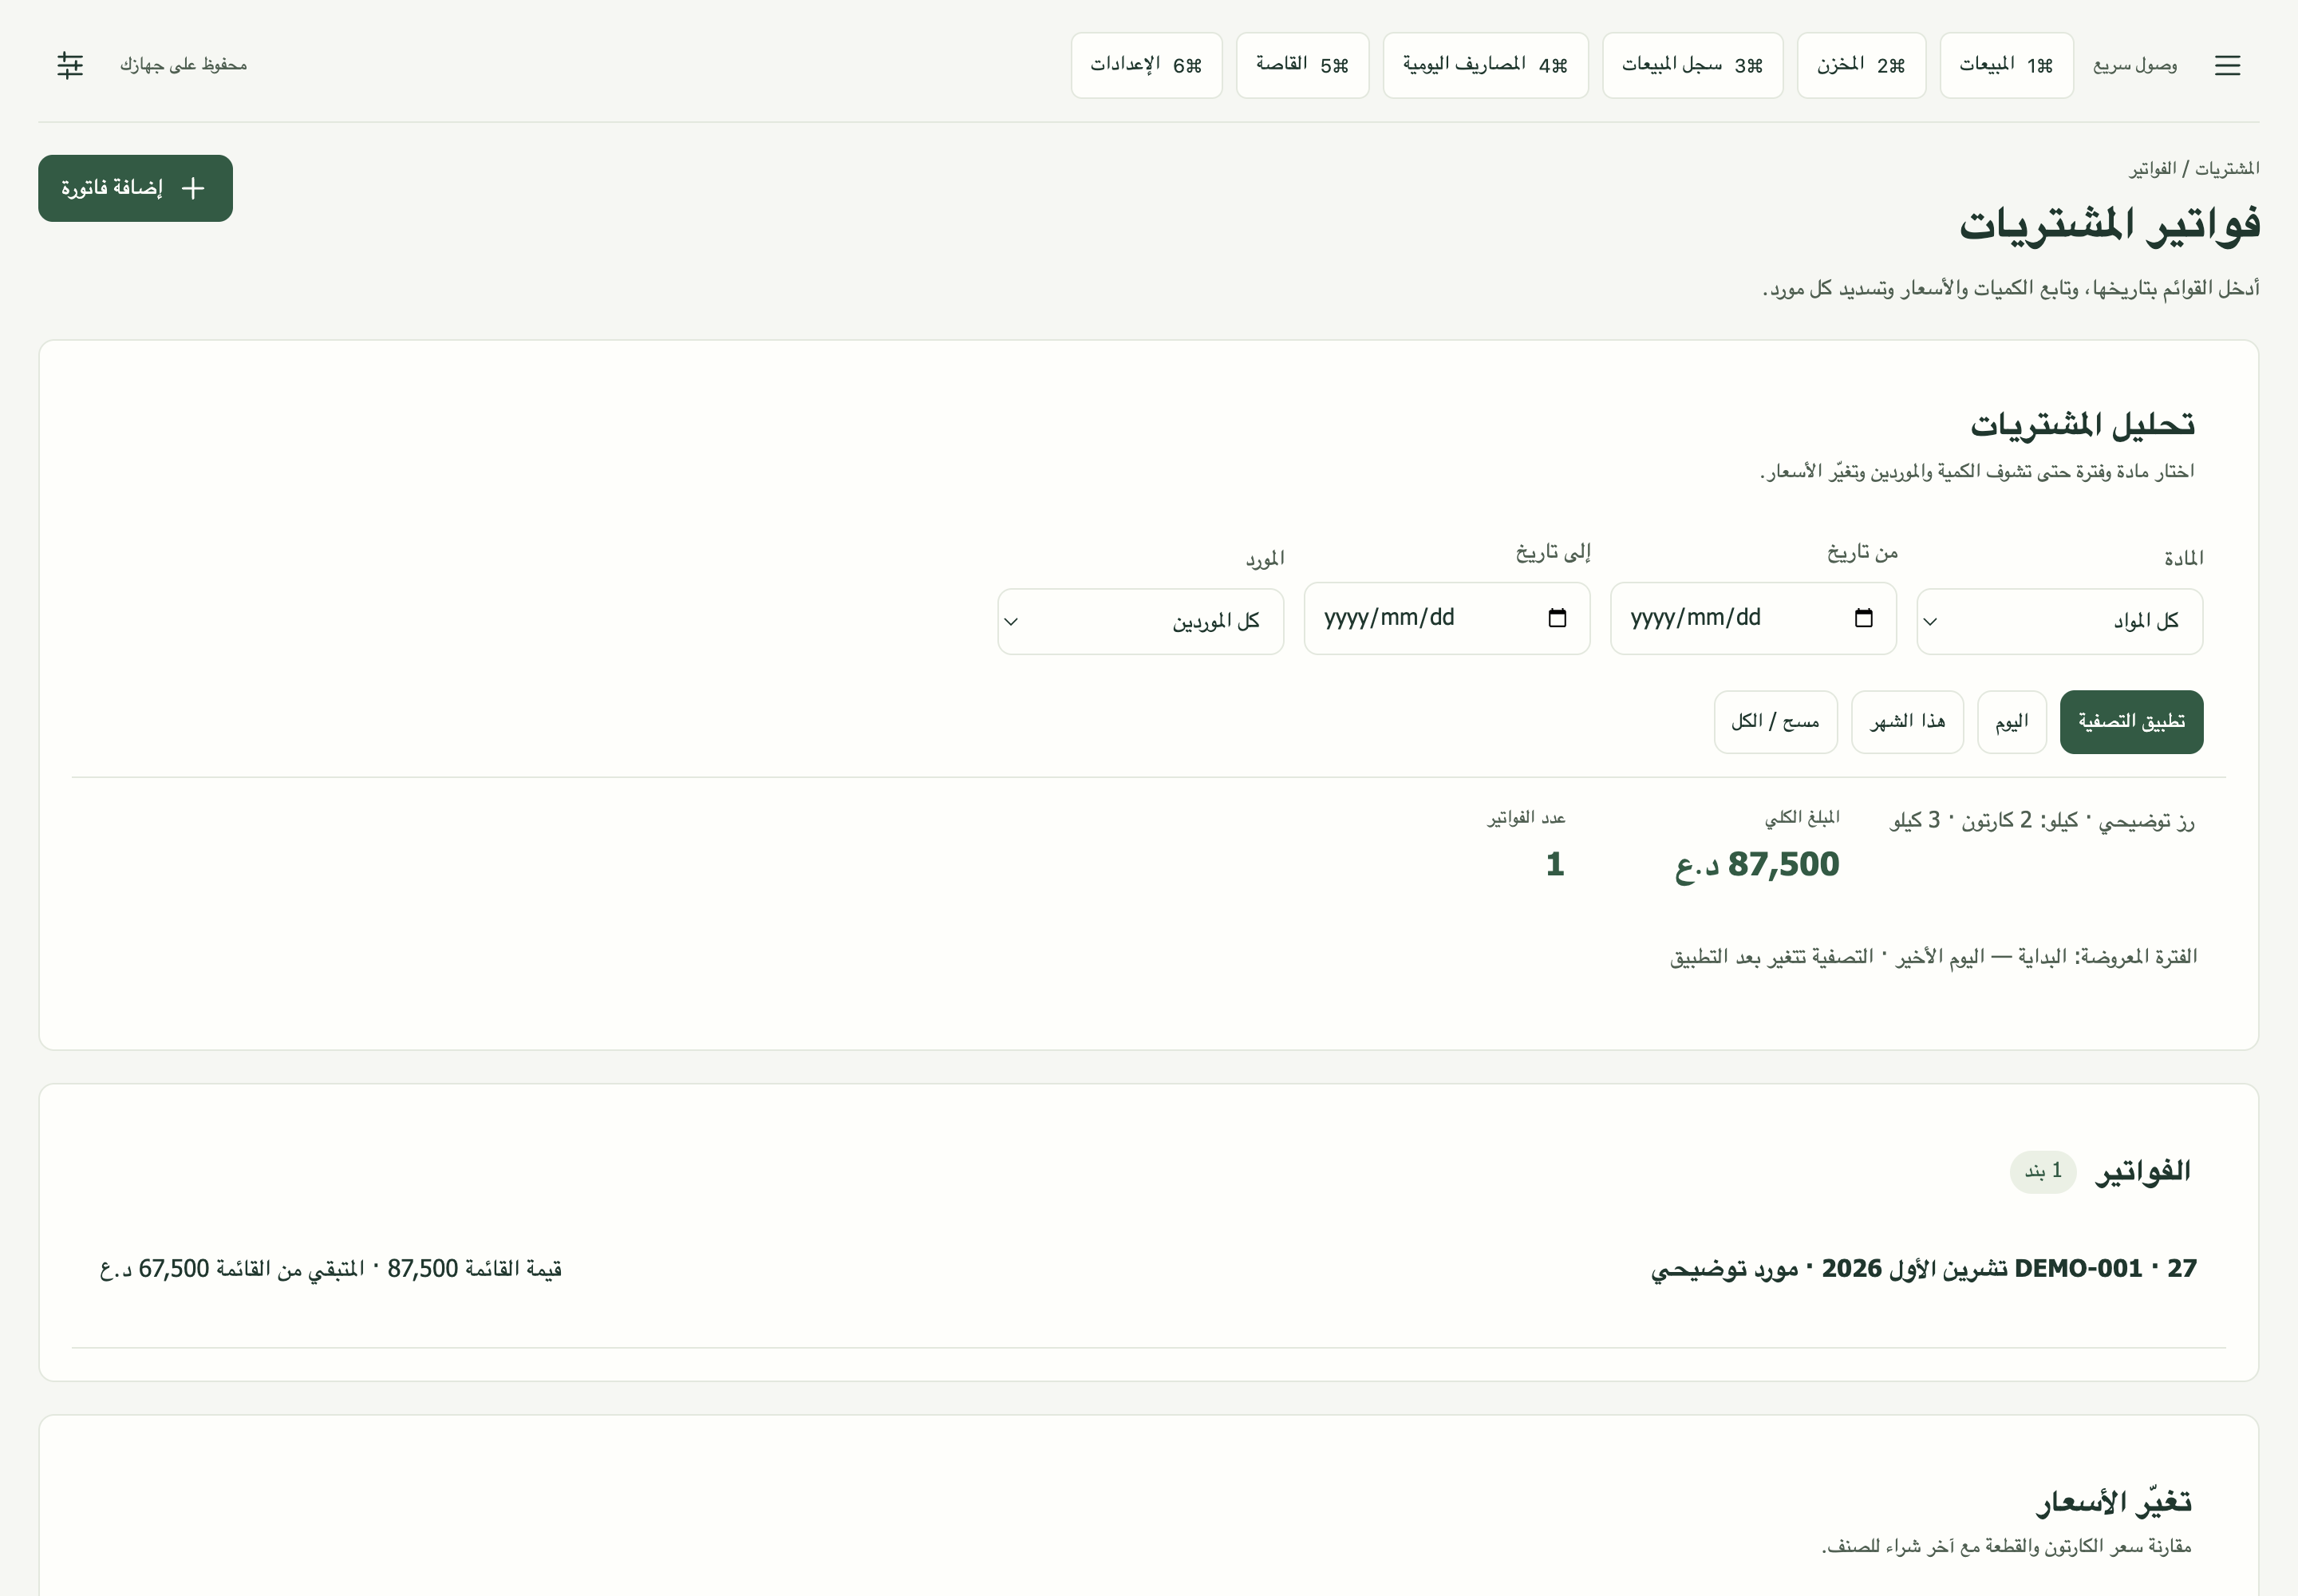 وصول سريع
⌘1 المبيعات
⌘2 المخزن
⌘3 سجل المبيعات
⌘4 المصاريف اليومية
⌘5 القاصة
⌘6 الإعدادات
محفوظ على جهازك
المشتريات / الفواتير
فواتير المشتريات
أدخل القوائم بتاريخها، وتابع الكميات والأسعار وتسديد كل مورد.
إضافة فاتورة
تحليل المشتريات
اختار مادة وفترة حتى تشوف الكمية والموردين وتغيّر الأسعار.
المادة
كل المواد
من تاريخ
yyyy/mm/dd
إلى تاريخ
yyyy/mm/dd
المورد
كل الموردين
تطبيق التصفية
اليوم
هذا الشهر
مسح / الكل
رز توضيحي · كيلو: 2 كارتون · 3 كيلو
المبلغ الكلي
87,500 د.ع
عدد الفواتير
1
الفترة المعروضة: البداية — اليوم الأخير · التصفية تتغير بعد التطبيق
الفواتير
1 بند
DEMO-001 · 27 تشرين الأول 2026 · مورد توضيحي
قيمة القائمة 87,500 · المتبقي من القائمة 67,500 د.ع
تغيّر الأسعار
مقارنة سعر الكارتون والقطعة مع آخر شراء للصنف.